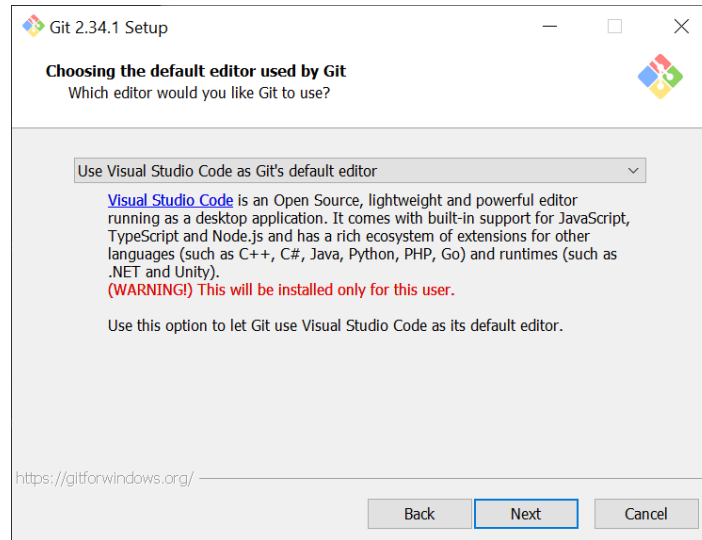 Git 2.34.1 Setup
Choosing the default editor used by Git
Which editor would you like Git to use?
Use Visual Studio Code as Git's default editor
Visual Studio Code is an Open Source, lightweight and powerful editor
running as a desktop application. It comes with built-in support for JavaScript,
TypeScript and Node.js and has a rich ecosystem of extensions for other
languages (such as C++, C#, Java, Python, PHP, Go) and runtimes (such as
.NET and Unity).
(WARNING!) This will be installed only for this user.
Use this option to let Git use Visual Studio Code as its default editor.
https://gitforwindows.org/
Back Next Cancel